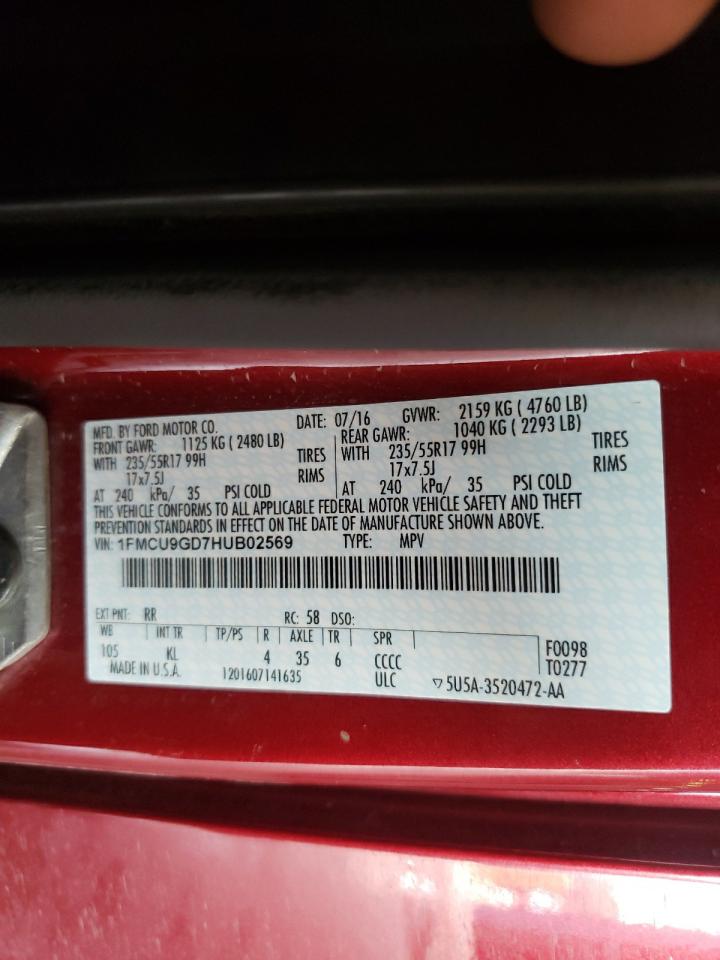 MFD. BY FORD MOTOR CO. DATE: 07/16 GVWR: 2159 KG ( 4760 LB)
FRONT GAWR: 1125 KG ( 2480 LB) REAR GAWR: 1040 KG ( 2293 LB)
WITH 235/55R17 99H TIRES WITH 235/55R17 99H TIRES
17x7.5J RIMS 17x7.5J RIMS
AT 240 kPa/ 35 PSI COLD AT 240 kPa/ 35 PSI COLD
THIS VEHICLE CONFORMS TO ALL APPLICABLE FEDERAL MOTOR VEHICLE SAFETY AND THEFT
PREVENTION STANDARDS IN EFFECT ON THE DATE OF MANUFACTURE SHOWN ABOVE.
VIN: 1FMCU9GD7HUB02569 TYPE: MPV
EXT PNT: RR RC: 58 DSO:
WB INT TR TP/PS R AXLE TR SPR F0098
105 KL 4 35 6 CCCC T0277
MADE IN U.S.A. 1201607141635 ULC ▽5U5A-3520472-AA